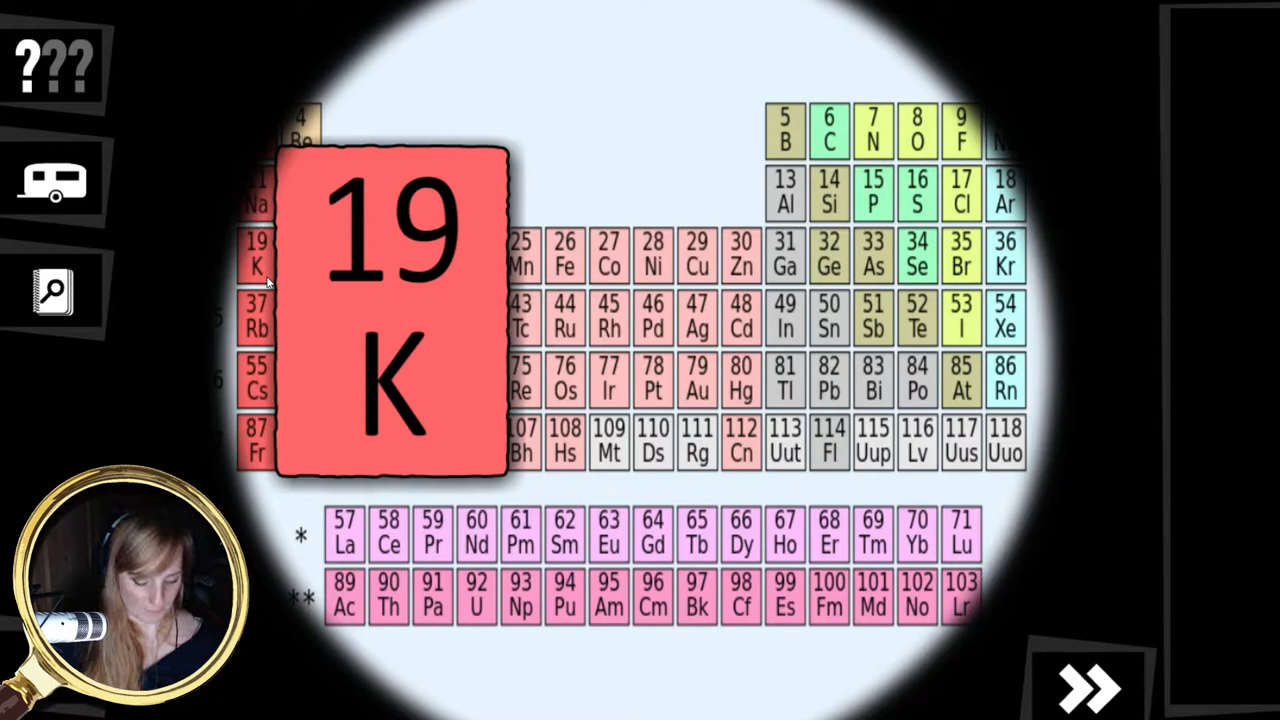 ???
4
Be
5 6 7 8 9
B C N O F N
11 13 14 15 16 17 18
Na Al Si P S Cl Ar
19
K
19 25 26 27 28 29 30 31 32 33 34 35 36
K Mn Fe Co Ni Cu Zn Ga Ge As Se Br Kr
5 37 43 44 45 46 47 48 49 50 51 52 53 54
Rb Tc Ru Rh Pd Ag Cd In Sn Sb Te I Xe
6 55 75 76 77 78 79 80 81 82 83 84 85 86
Cs Re Os Ir Pt Au Hg Tl Pb Bi Po At Rn
87 107 108 109 110 111 112 113 114 115 116 117 118
Fr Bh Hs Mt Ds Rg Cn Uut Fl Uup Lv Uus Uuo
* 57 58 59 60 61 62 63 64 65 66 67 68 69 70 71
La Ce Pr Nd Pm Sm Eu Gd Tb Dy Ho Er Tm Yb Lu
** 89 90 91 92 93 94 95 96 97 98 99 100 101 102 103
Ac Th Pa U Np Pu Am Cm Bk Cf Es Fm Md No Lr